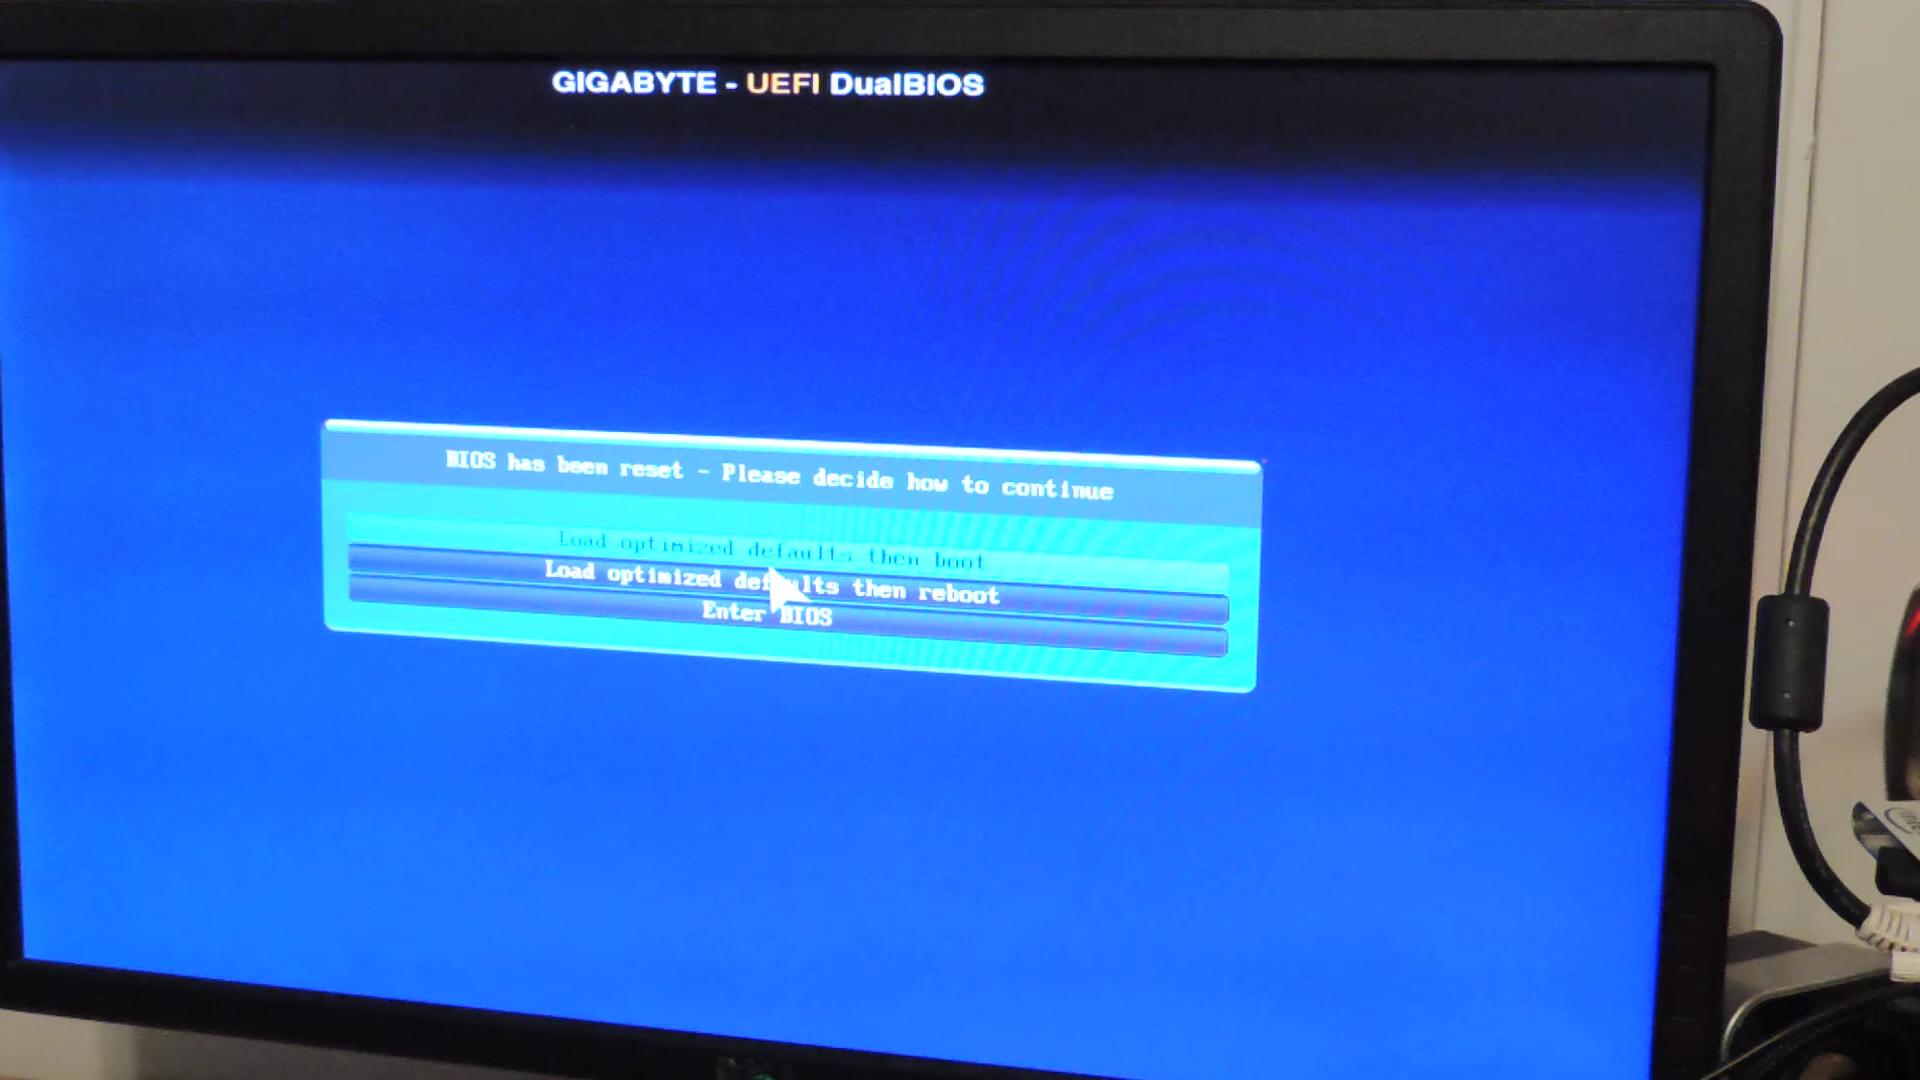 GIGABYTE - UEFI DualBIOS
BIOS has been reset - Please decide how to continue
Load optimized defaults then boot
Load optimized defaults then reboot
Enter BIOS